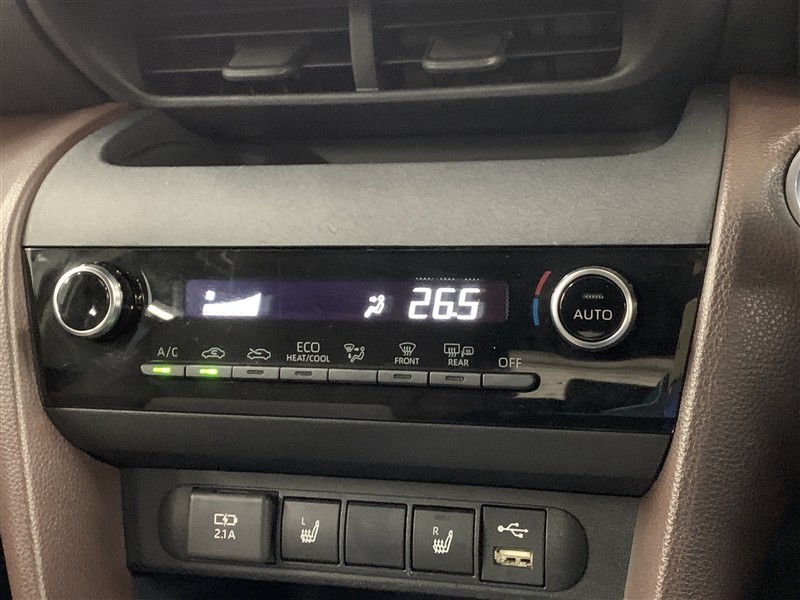 26.5
AUTO
A/C
ECO
HEAT/COOL
FRONT
REAR
OFF
2.1A
L
R